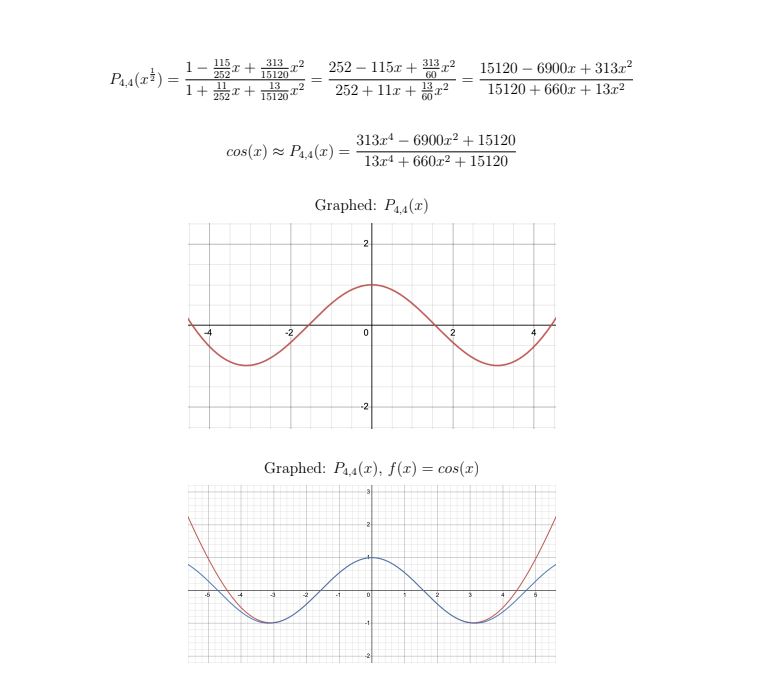 P_{4,4}(x^{\frac{1}{2}}) = \frac{1 - \frac{115}{252}x + \frac{313}{15120}x^2}{1 + \frac{11}{252}x + \frac{13}{15120}x^2} = \frac{252 - 115x + \frac{313}{60}x^2}{252 + 11x + \frac{13}{60}x^2} = \frac{15120 - 6900x + 313x^2}{15120 + 660x + 13x^2}
cos(x) ≈ P_{4,4}(x) = \frac{313x^4 - 6900x^2 + 15120}{13x^4 + 660x^2 + 15120}
Graphed: P_{4,4}(x)
2
-4 -2 0 2 4
-2
Graphed: P_{4,4}(x), f(x) = cos(x)
3
2
1
-5 -4 -3 -2 -1 0 1 2 3 4 5
-1
-2